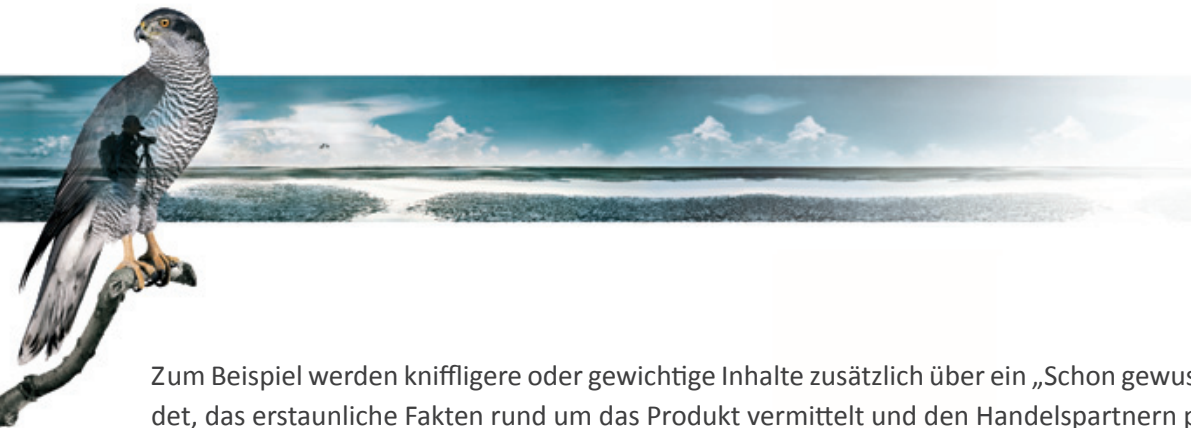 Zum Beispiel werden kniffligere oder gewichtige Inhalte zusätzlich über ein „Schon
det, das erstaunliche Fakten rund um das Produkt vermittelt und den Handelspartnern